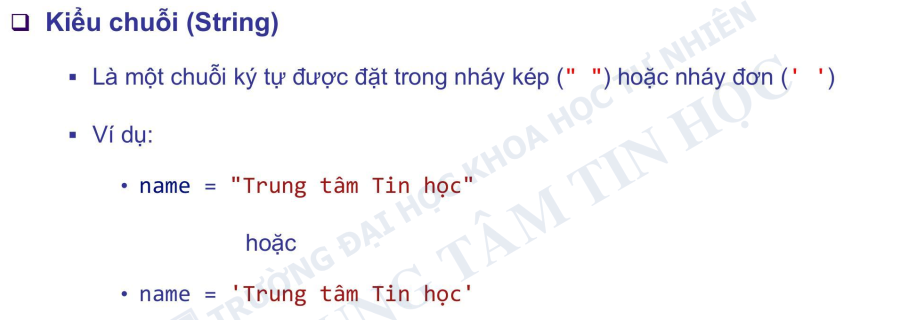 Kiểu chuỗi (String)
Là một chuỗi ký tự được đặt trong nháy kép (" ") hoặc nháy đơn (' ')
Ví dụ:
name = "Trung tâm Tin học"
hoặc
name = 'Trung tâm Tin học'
TRƯỜNG ĐẠI HỌC KHOA HỌC TỰ NHIÊN
TRUNG TÂM TIN HỌC